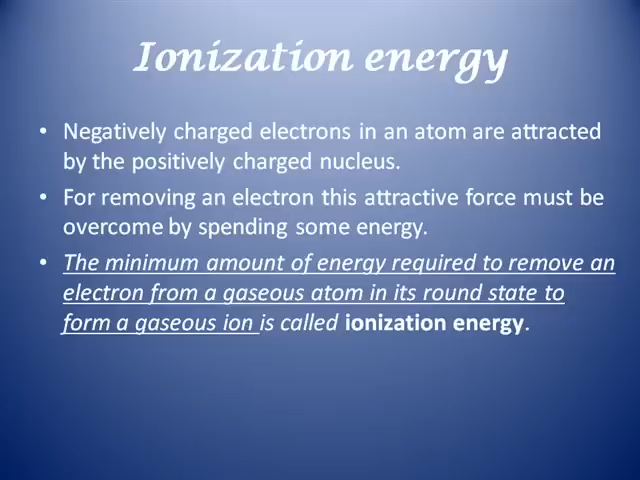 Ionization energy
• Negatively charged electrons in an atom are attracted
by the positively charged nucleus.
• For removing an electron this attractive force must be
overcome by spending some energy.
• The minimum amount of energy required to remove an
electron from a gaseous atom in its round state to
form a gaseous ion is called ionization energy.